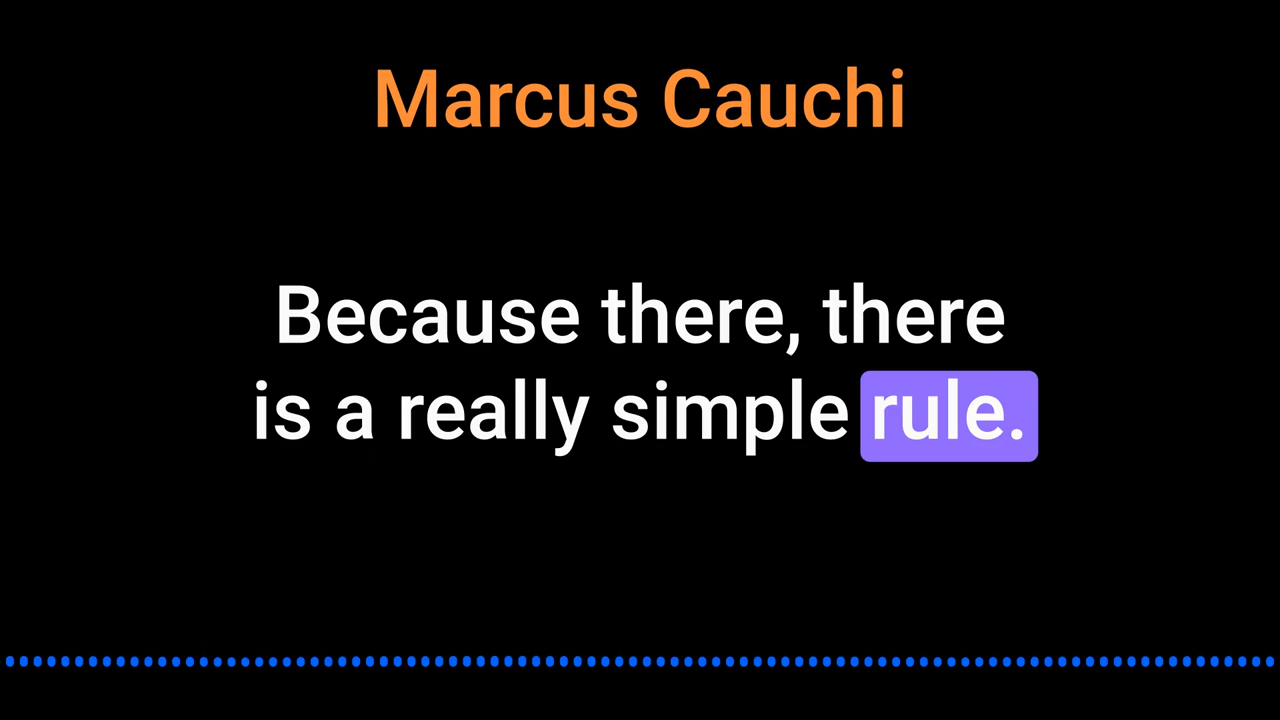 Marcus Cauchi
Because there, there
is a really simple rule.